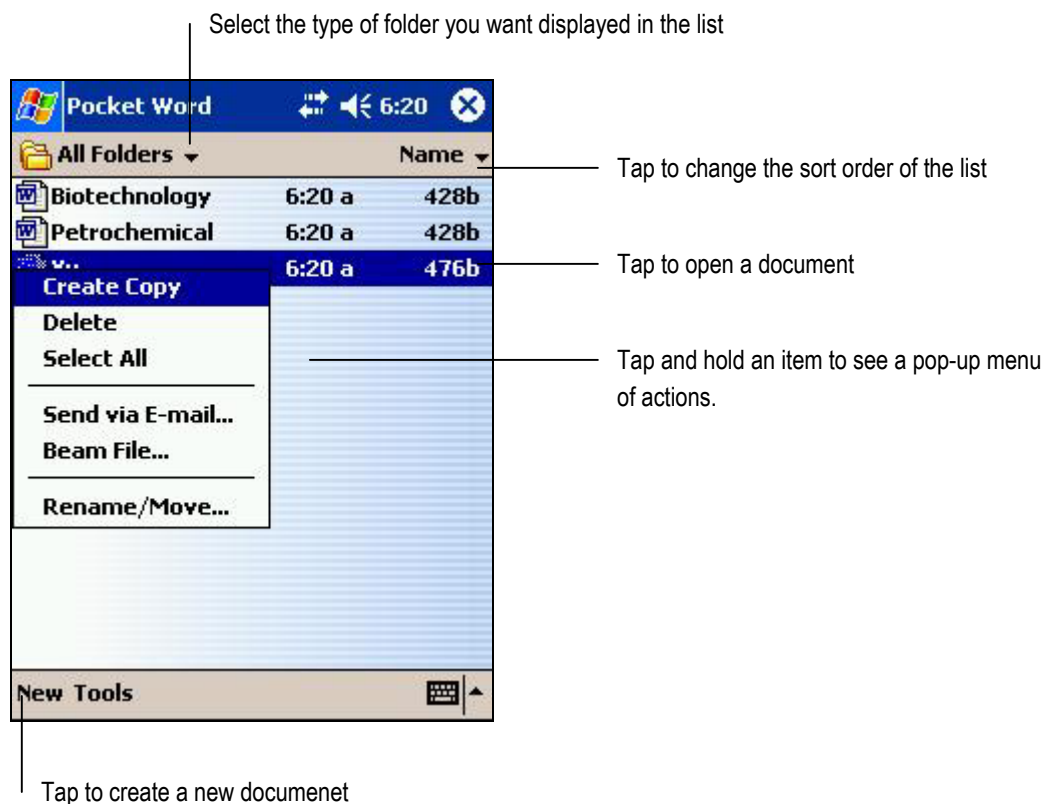 Select the type of folder you want displayed in the list
Pocket Word 6:20
All Folders Name
Tap to change the sort order of the list
Biotechnology 6:20 a 428b
Petrochemical 6:20 a 428b
6:20 a 476b
Tap to open a document
Create Copy
Delete
Select All
Tap and hold an item to see a pop-up menu
of actions.
Send via E-mail...
Beam File...
Rename/Move...
New Tools
Tap to create a new documenet